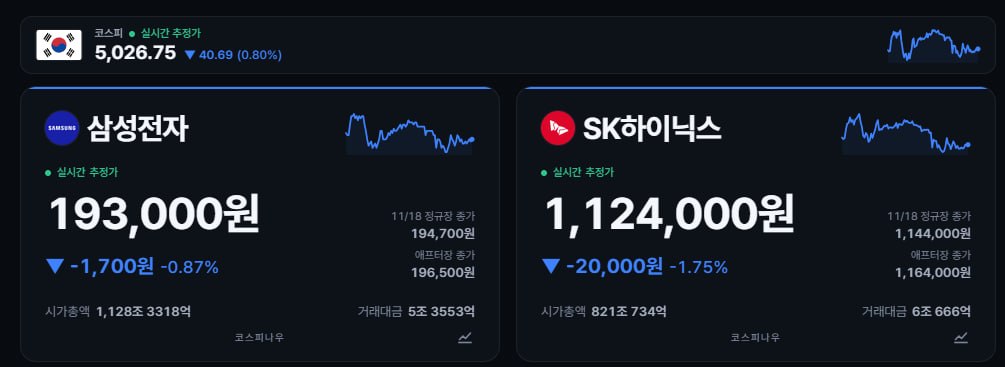 코스피 ● 실시간 추정가
5,026.75 ▼ 40.69 (0.80%)
SAMSUNG 삼성전자
● 실시간 추정가
193,000원
▼ -1,700원 -0.87%
11/18 정규장 종가
194,700원
애프터장 종가
196,500원
시가총액 1,128조 3318억
거래대금 5조 3553억
코스피나우
SK하이닉스
● 실시간 추정가
1,124,000원
▼ -20,000원 -1.75%
11/18 정규장 종가
1,144,000원
애프터장 종가
1,164,000원
시가총액 821조 734억
거래대금 6조 666억
코스피나우